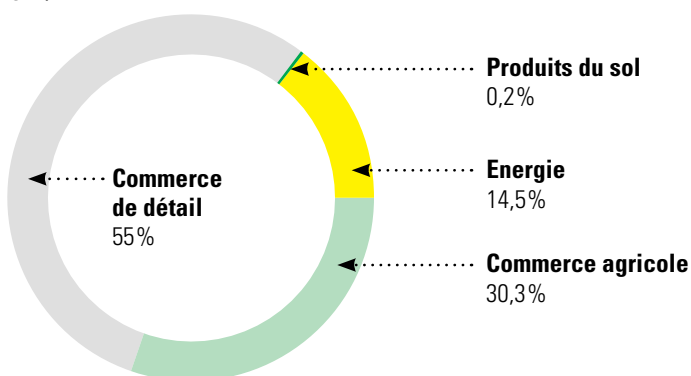 Produits du sol
0,2%
Energie
14,5%
Commerce
de détail
55%
Commerce agricole
30,3%